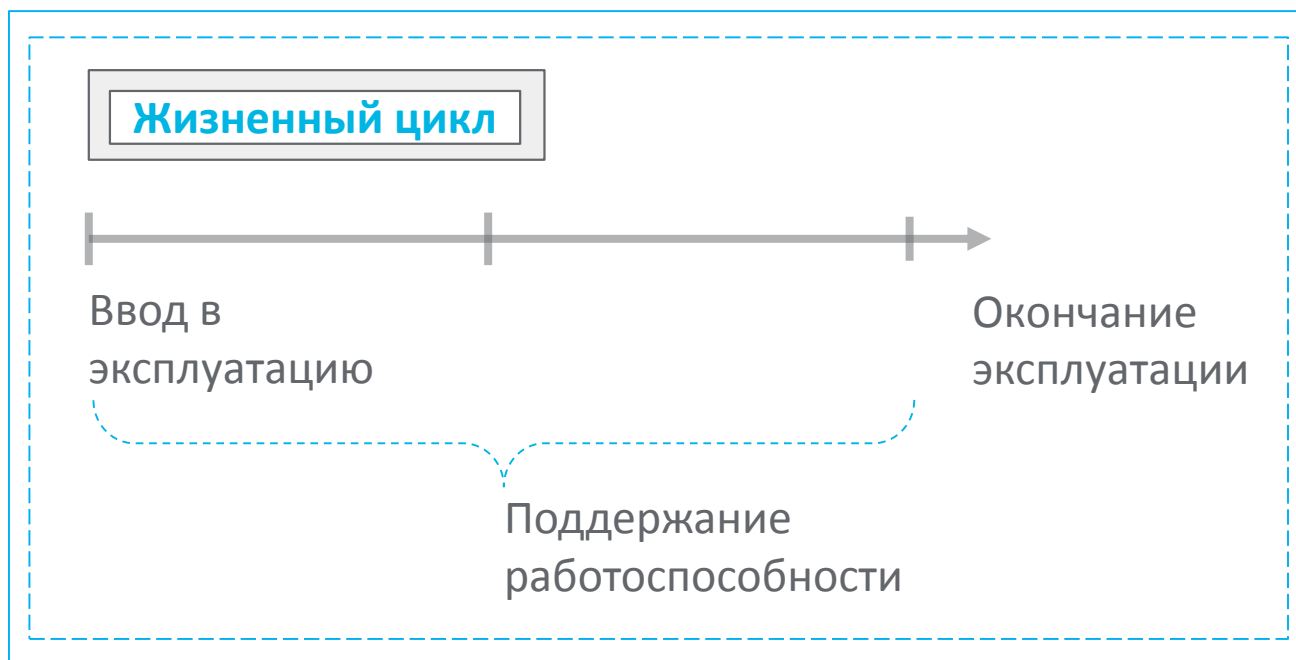 Жизненный цикл
Ввод в
эксплуатацию
Окончание
эксплуатации
Поддержание
работоспособности